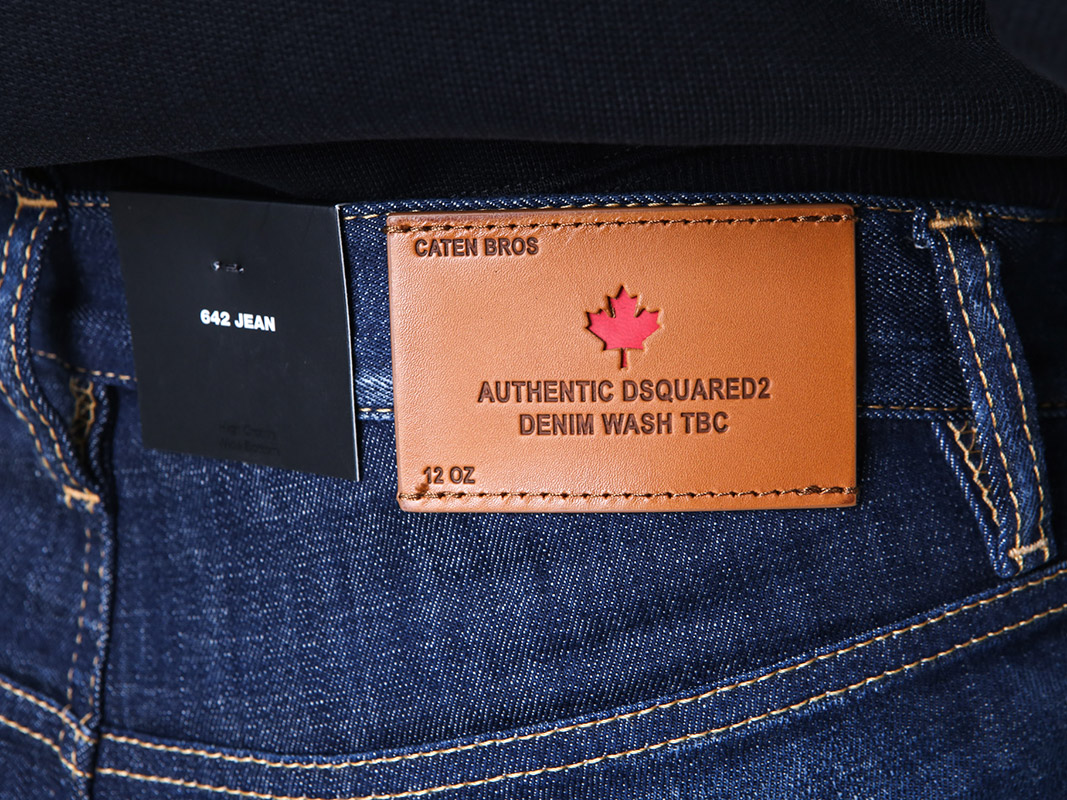 642 JEAN
CATEN BROS
AUTHENTIC DSQUARED2
DENIM WASH TBC
12 OZ